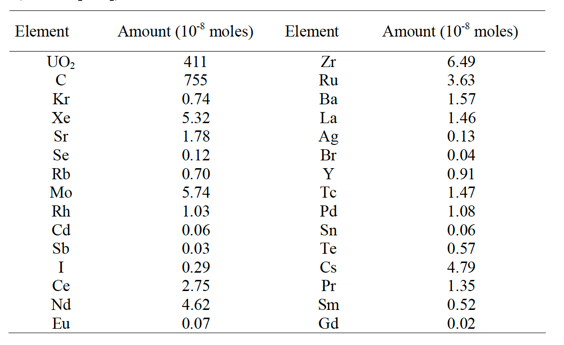 Element Amount (10⁻⁸ moles) Element Amount (10⁻⁸ moles)
UO₂ 411 Zr 6.49
C 755 Ru 3.63
Kr 0.74 Ba 1.57
Xe 5.32 La 1.46
Sr 1.78 Ag 0.13
Se 0.12 Br 0.04
Rb 0.70 Y 0.91
Mo 5.74 Tc 1.47
Rh 1.03 Pd 1.08
Cd 0.06 Sn 0.06
Sb 0.03 Te 0.57
I 0.29 Cs 4.79
Ce 2.75 Pr 1.35
Nd 4.62 Sm 0.52
Eu 0.07 Gd 0.02